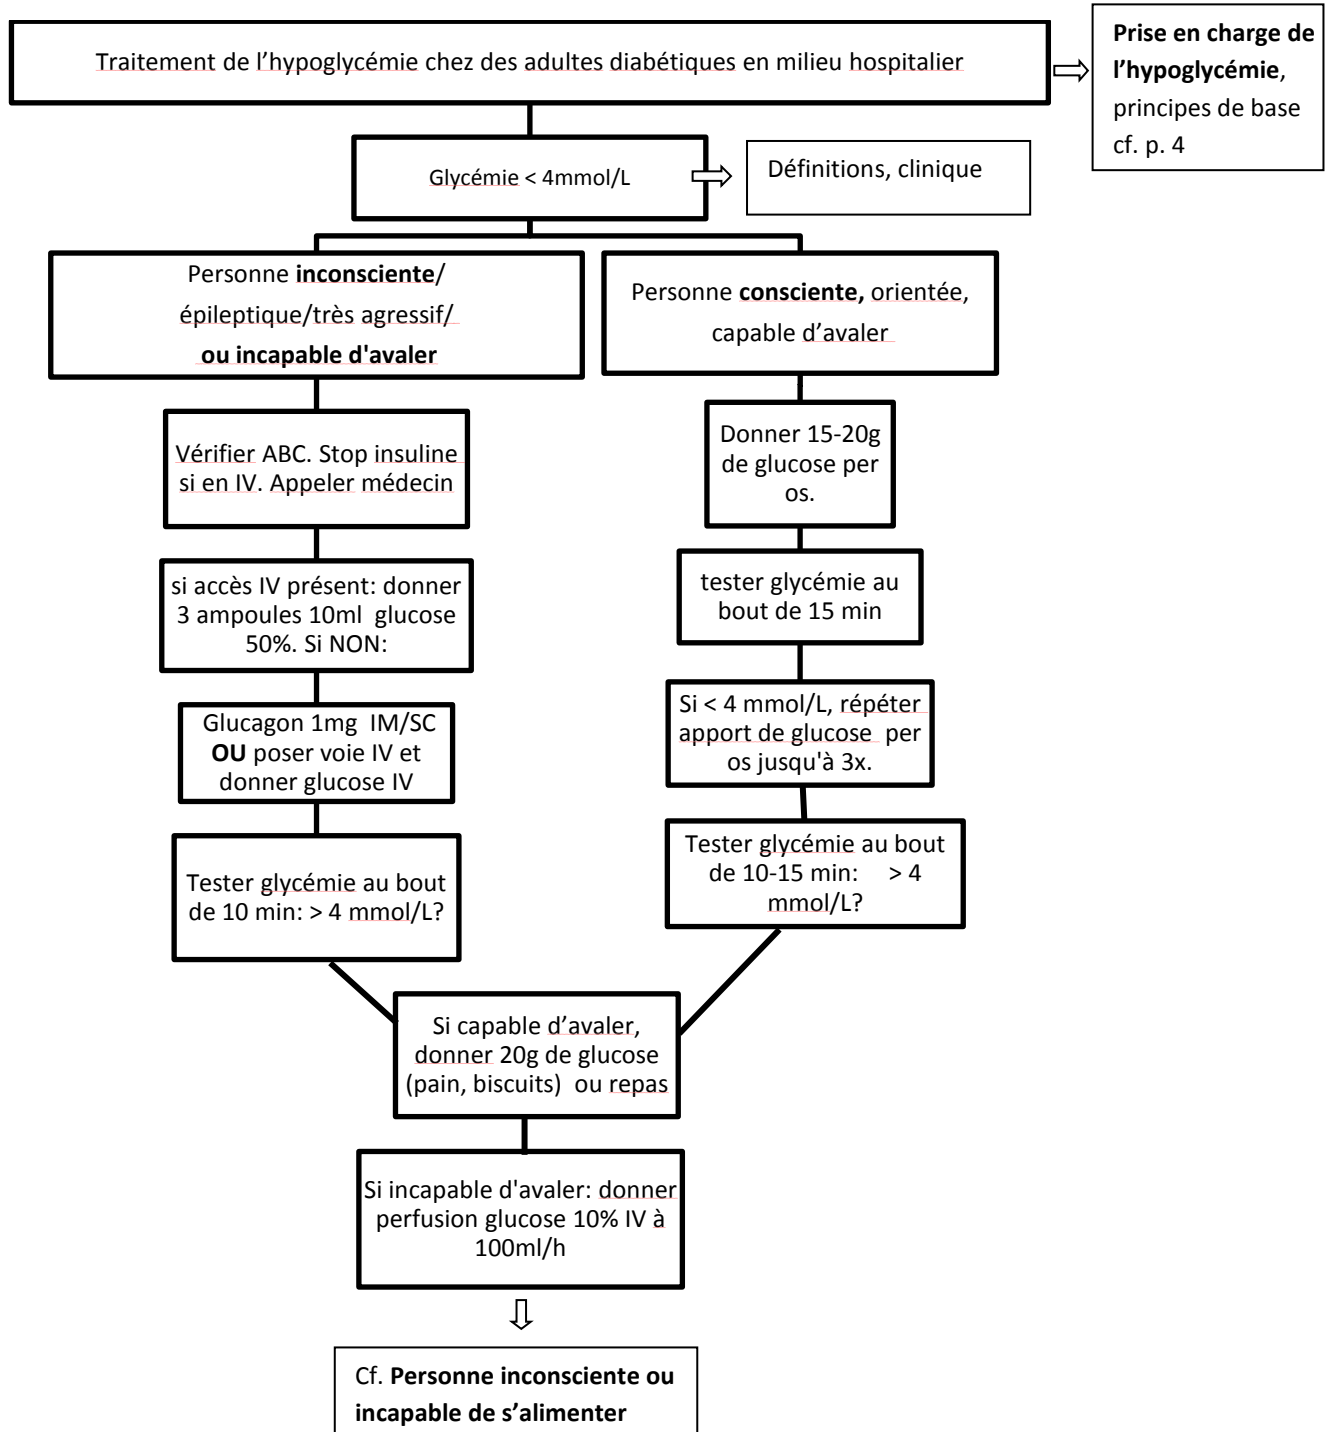 Traitement de l’hypoglycémie chez des adultes diabétiques en milieu hospitalier
Prise en charge de
l’hypoglycémie,
principes de base
cf. p. 4
Glycémie < 4mmol/L
Définitions, clinique
Personne inconsciente/
épileptique/très agressif/
ou incapable d'avaler
Personne consciente, orientée,
capable d’avaler
Vérifier ABC. Stop insuline
si en IV. Appeler médecin
si accès IV présent: donner
3 ampoules 10ml glucose
50%. Si NON:
Glucagon 1mg IM/SC
OU poser voie IV et
donner glucose IV
Tester glycémie au bout
de 10 min: > 4 mmol/L?
Donner 15-20g
de glucose per
os.
tester glycémie au
bout de 15 min
Si < 4 mmol/L, répéter
apport de glucose per
os jusqu'à 3x.
Tester glycémie au bout
de 10-15 min: > 4
mmol/L?
Si capable d’avaler,
donner 20g de glucose
(pain, biscuits) ou repas
Si incapable d'avaler: donner
perfusion glucose 10% IV à
100ml/h
Cf. Personne inconsciente ou
incapable de s’alimenter